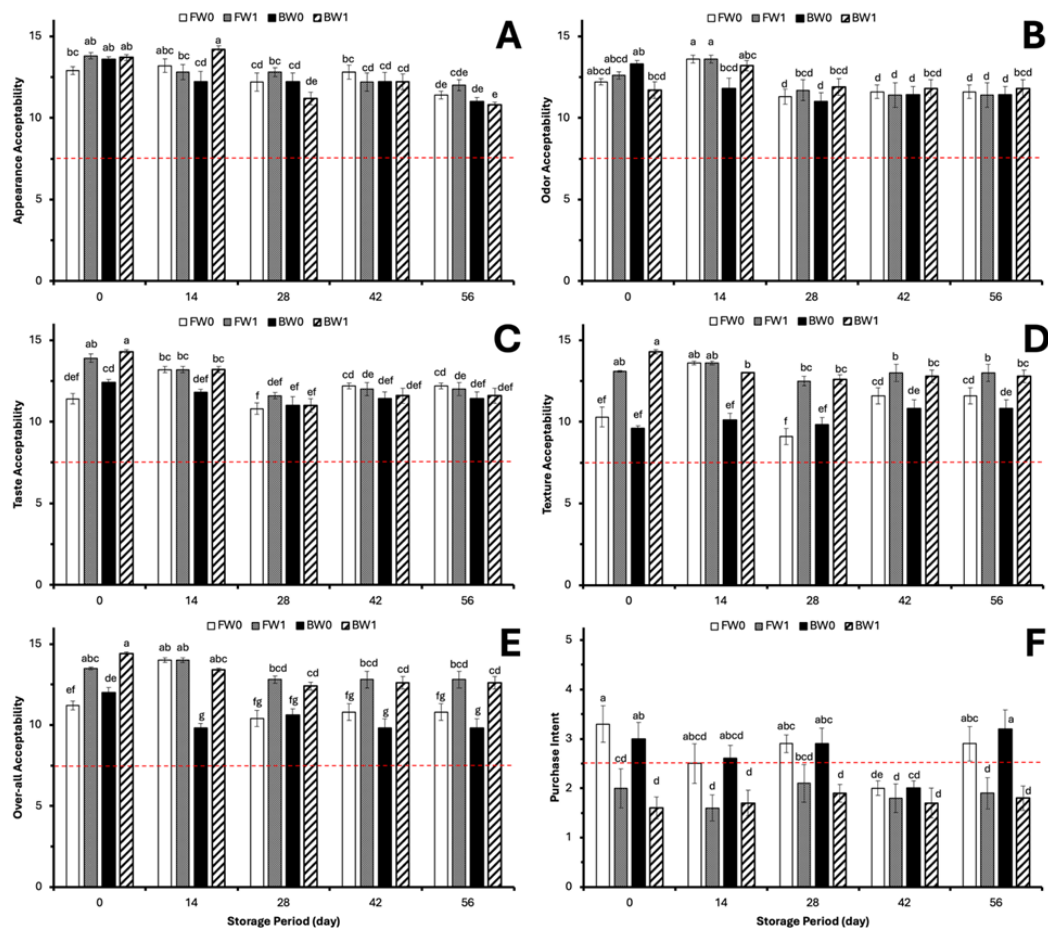 FW0 FW1 BW0 BW1
A
Appearance Acceptability
15
10
5
0
bc ab ab ab
abc bc cd a
cd bc cd de
bc cd cd cd
de cde de e
0 14 28 42 56
FW0 FW1 BW0 BW1
B
Odor Acceptability
15
10
5
0
abcd abcd ab bcd
a a bcd abc
d bcd d bcd
d d d bcd
d d d bcd
0 14 28 42 56
FW0 FW1 BW0 BW1
C
Taste Acceptability
15
10
5
0
def ab cd a
bc bc def bc
f def ef ef
cd de def def
cd de def def
0 14 28 42 56
FW0 FW1 BW0 BW1
D
Texture Acceptability
15
10
5
0
ef ab ef a
ab ab ef b
f bc ef bc
cd b de bc
cd b de bc
0 14 28 42 56
FW0 FW1 BW0 BW1
E
Over-all Acceptability
15
10
5
0
ef abc de a
ab ab g abc
fg bcd fg cd
fg bcd g cd
fg bcd g cd
0 14 28 42 56
Storage Period (day)
FW0 FW1 BW0 BW1
F
Purchase Intent
5
4
3
2
1
0
a cd ab d
abcd d abcd d
abc bcd abc d
de d cd d
abc d a d
0 14 28 42 56
Storage Period (day)